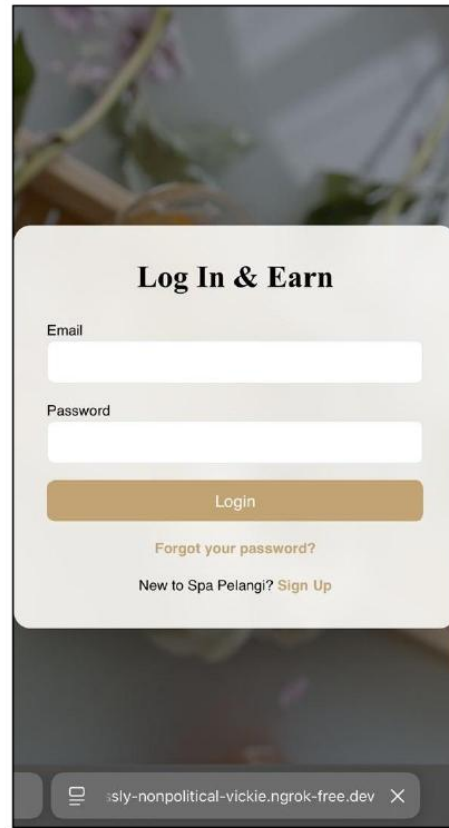 Log In & Earn
Email
Password
Login
Forgot your password?
New to Spa Pelangi? Sign Up
sly-nonpolitical-vickie.ngrok-free.dev